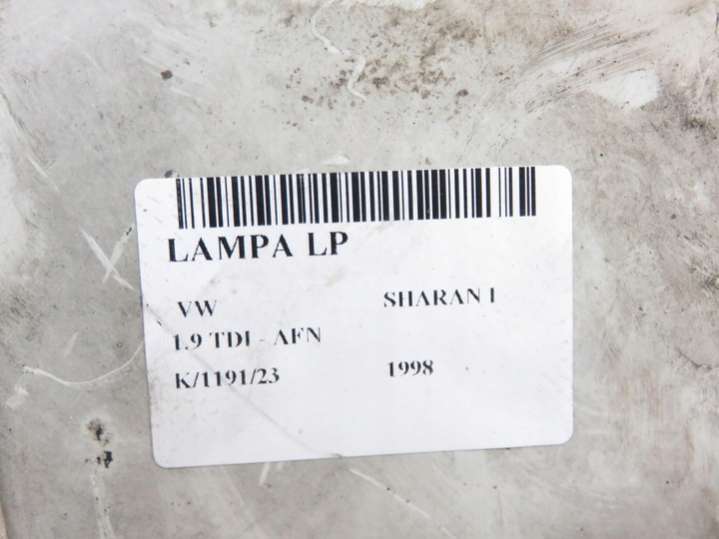 LAMPA LP
VW SHARAN I
1.9 TDI - AFN
K/1191/23 1998